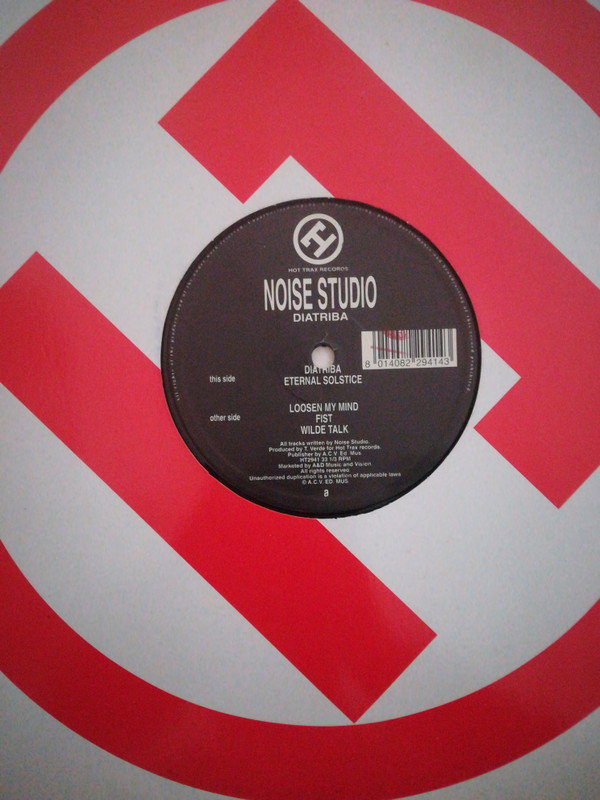 HOT TRAX RECORDS
NOISE STUDIO
DIATRIBA
8 014082 294143
this side
DIATRIBA
ETERNAL SOLSTICE
other side
LOOSEN MY MIND
FIST
WILDE TALK
All tracks written by Noise Studio.
Produced by T. Verde for Hot Trax records.
Publisher by A.C.V. Ed. Mus.
HT2941 33 1/3 RPM
Marketed by A&D Music and Vision.
All rights reserved.
Unauthorized duplication is a violation of applicable laws.
© A.C.V. ED. MUS.
a